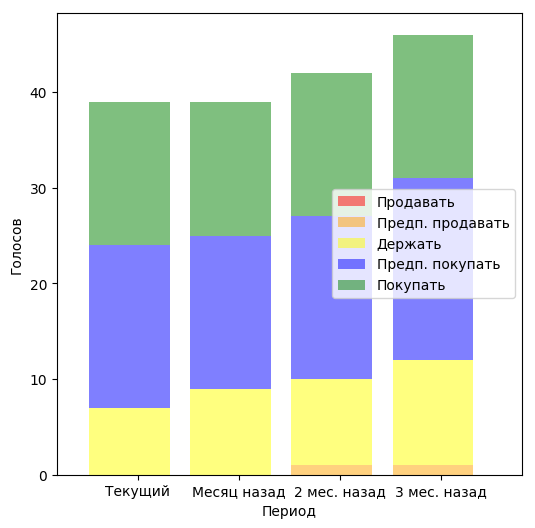 40
30
20
10
0
Голосов
Продавать
Предп. продавать
Держать
Предп. покупать
Покупать
Текущий Месяц назад 2 мес. назад 3 мес. назад
Период